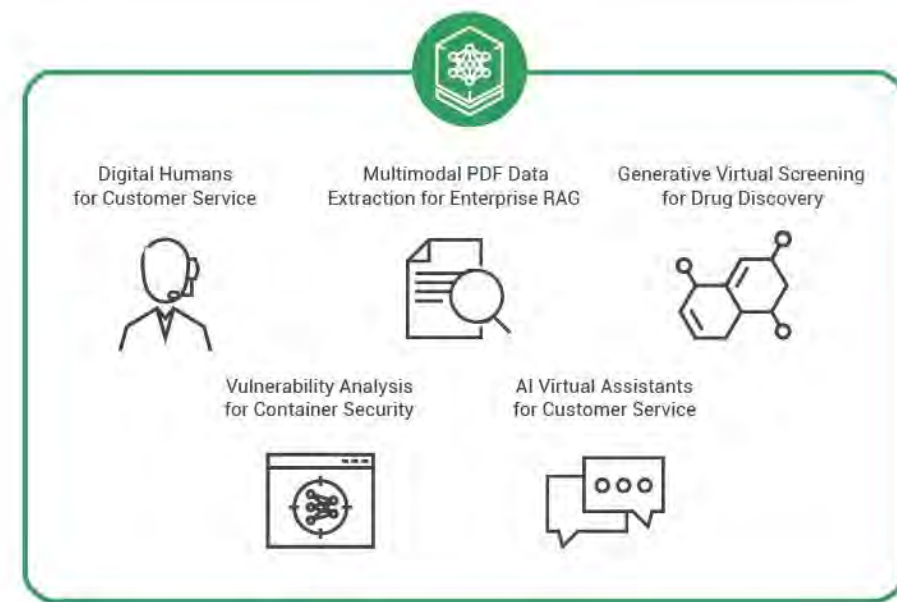 Digital Humans
for Customer Service
Multimodal PDF Data
Extraction for Enterprise RAG
Generative Virtual Screening
for Drug Discovery
Vulnerability Analysis
for Container Security
AI Virtual Assistants
for Customer Service